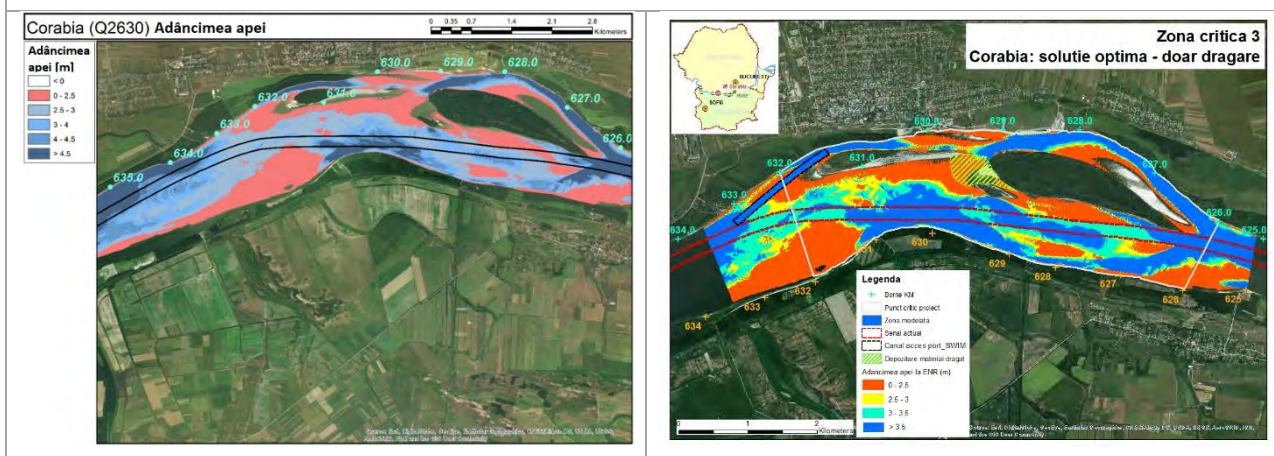 Corabia (Q2630) Adâncimea apei
0 0.35 0.7 1.4 2.1 2.8
Kilometers
Adâncimea
apei [m]
< 0
0 - 2.5
2.5 - 3
3 - 4
4 - 4.5
> 4.5
630.0
629.0
628.0
632.0
631.0
627.0
633.0
634.0
626.0
635.0
Zona critica 3
Corabia: solutie optima - doar dragare
SOFIA
630.0
629.0
628.0
632.0
631.0
627.0
633.0
626.0
634.0
625.0
630
631
629
628
632
627
626
625
633
634
Legenda
Borne KM
Punct critic proiect
Zona modelata
Senal actual
Canal acces port_SWIM
Depozitare material dragat
Adancimea apei la ENR (m)
0 - 2.5
2.5 - 3
3 - 3.5
> 3.5
0 1 2
Kilometers